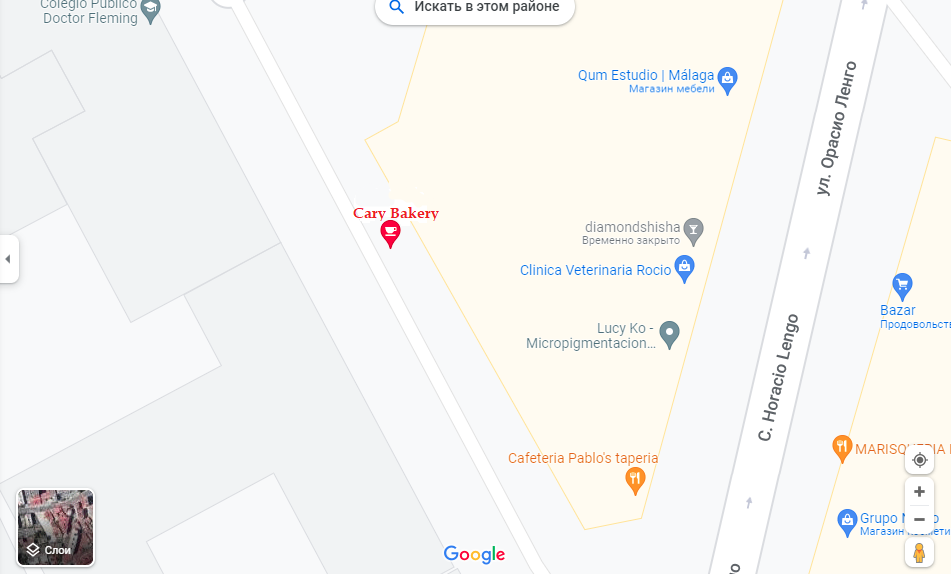 Colegio Público
Doctor Fleming
Искать в этом районе
Qum Estudio | Málaga
Магазин мебели
ул. Орасио Ленго
Cary Bakery
diamondshisha
Временно закрыто
Clinica Veterinaria Rocio
Bazar
Продовольств
Lucy Ko -
Micropigmentacion...
C. Horacio Lengo
MARISQUERIA
Cafeteria Pablo's taperia
Grupo
Магазин
Слои
Google